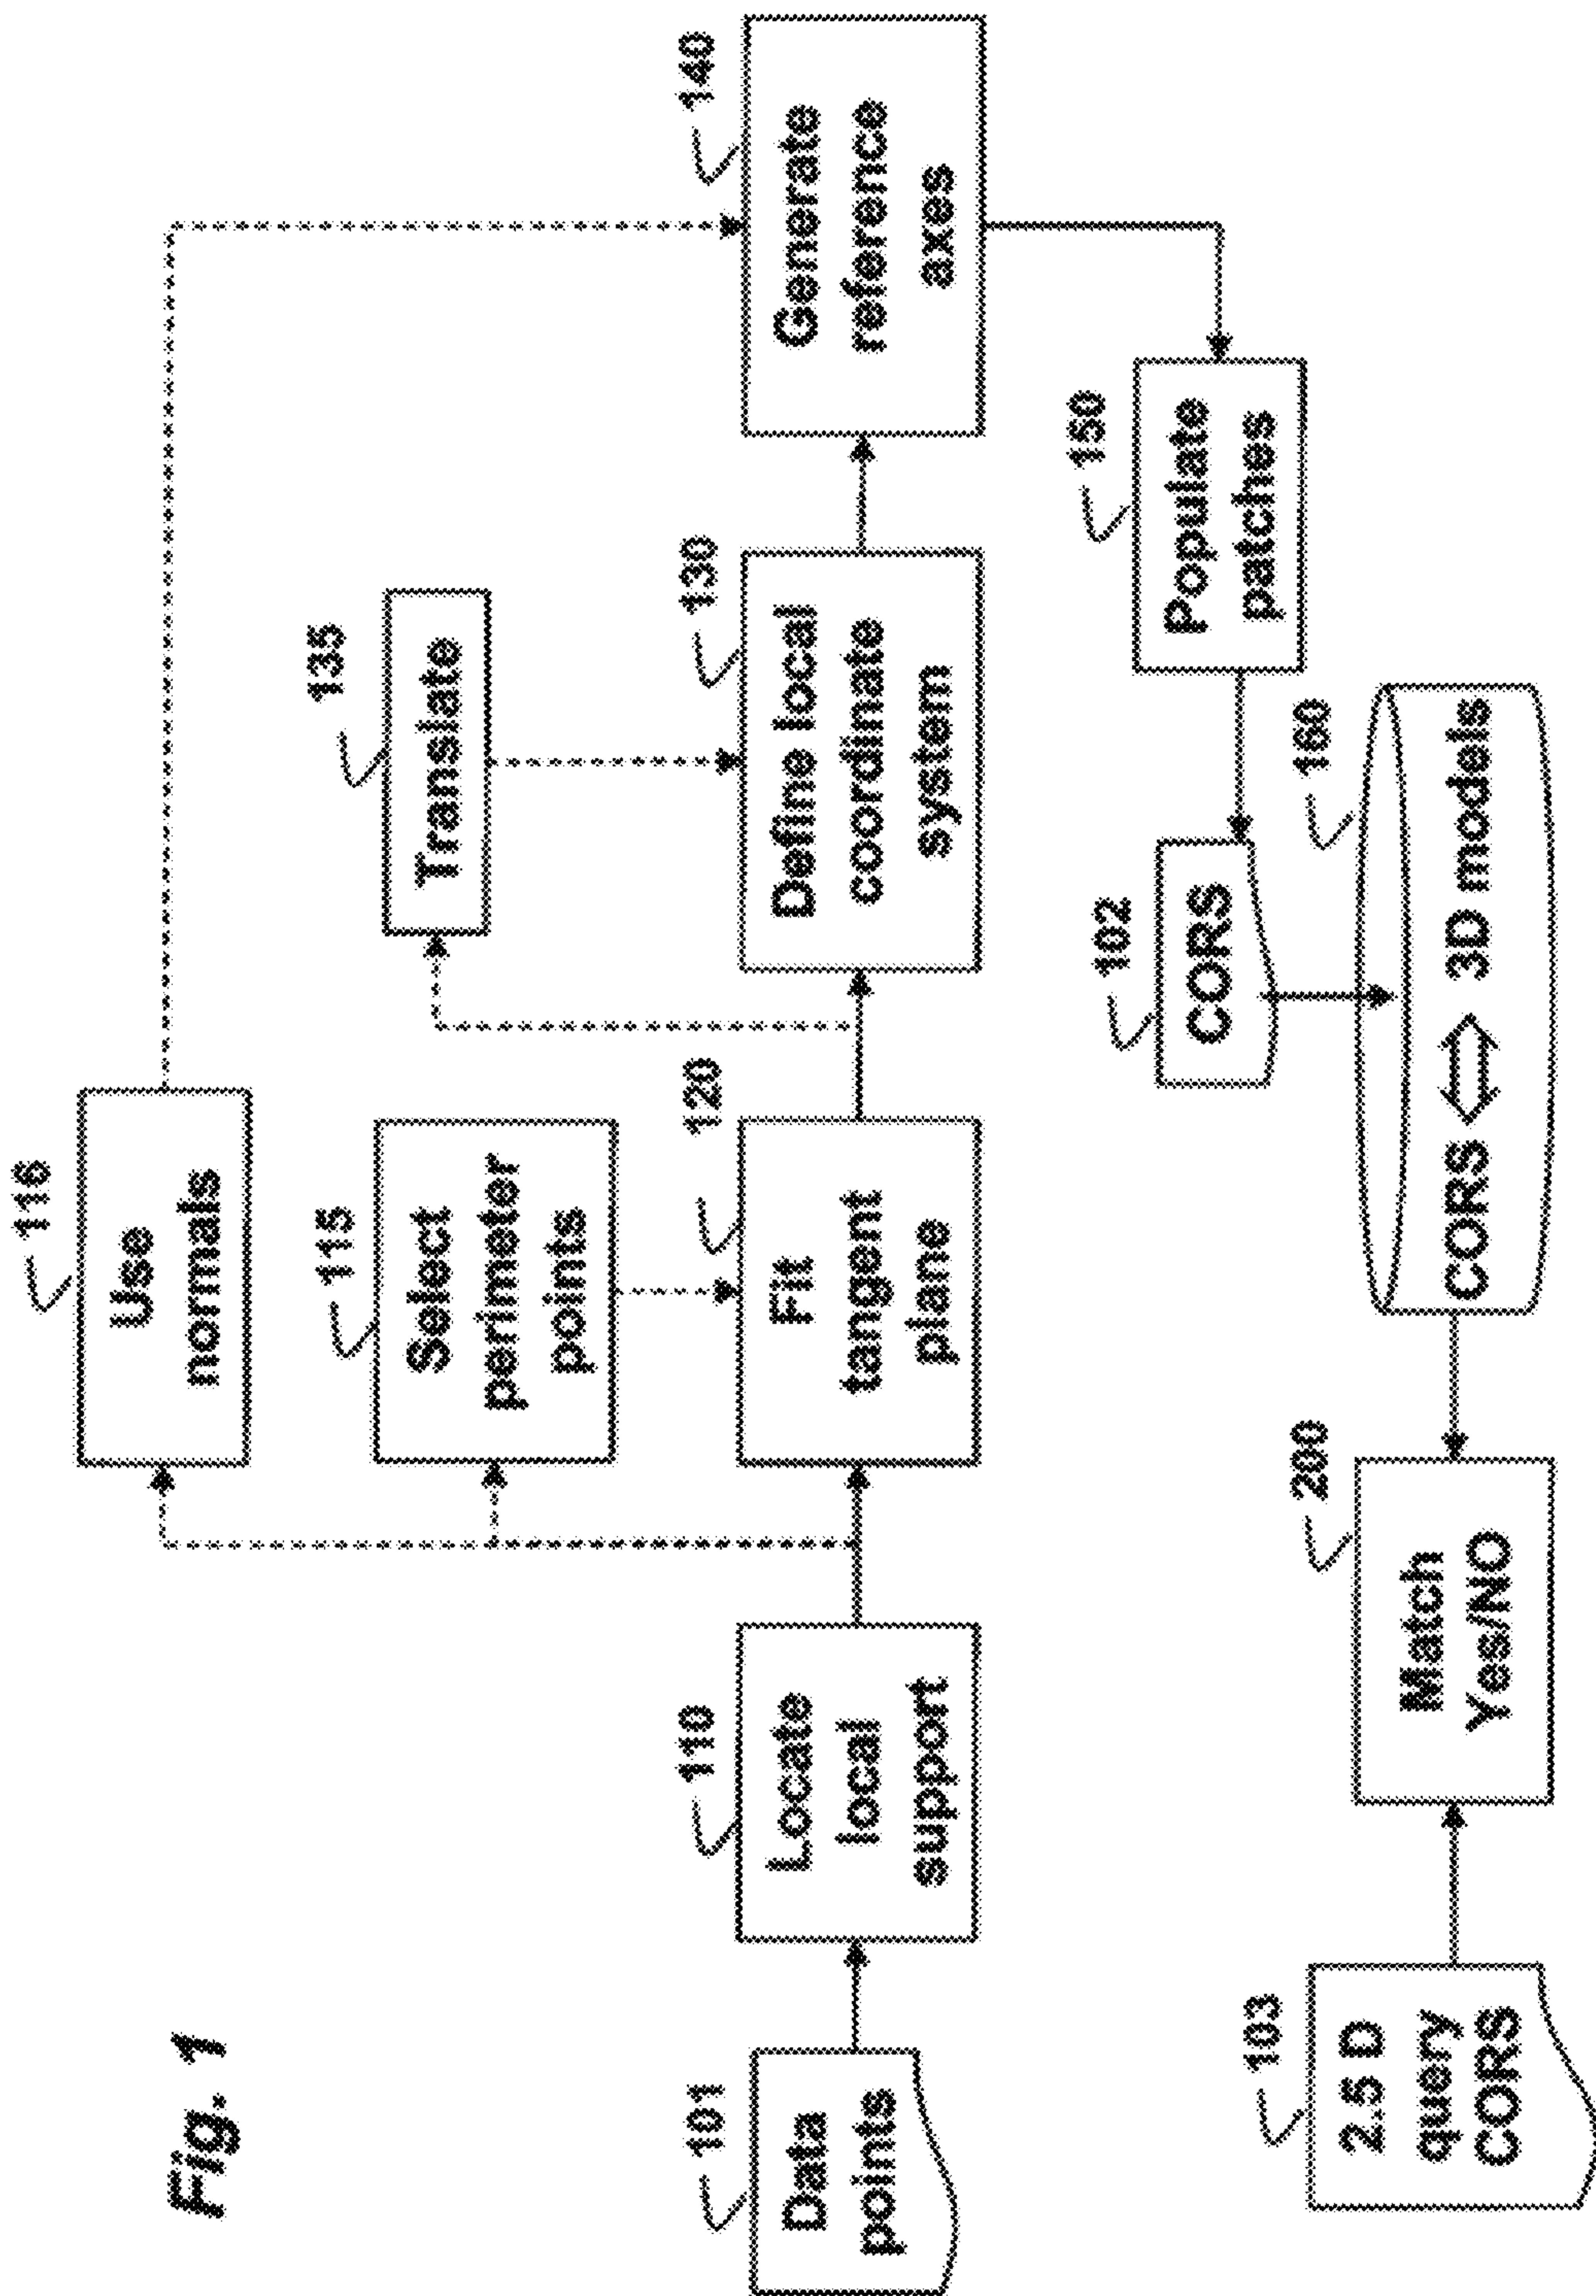 Fig. 1
116
Use
normals
115
Select
perimeter
points
135
Translate
101
Data
points
110
Locate
local
support
120
Fit
tangent
plane
130
Define local
coordinate
system
140
Generate
reference
axes
150
Populate
patches
102
CORS
160
CORS ⇔ 3D models
103
2.5 D
query
CORS
200
Match
Yes/NO